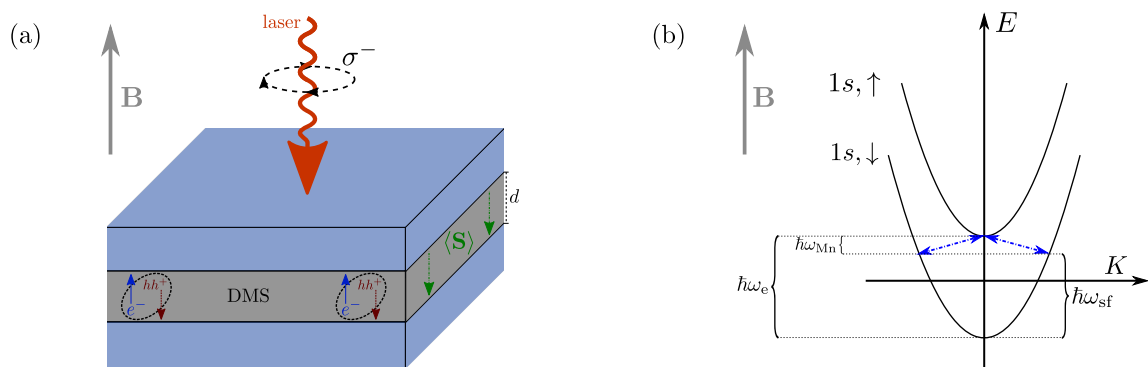 (a)
B
laser
σ⁻
d
⟨S⟩
hh⁺
e⁻
DMS
hh⁺
e⁻
(b)
B
E
1s, ↑
1s, ↓
ħω_Mn
ħω_e
K
ħω_sf